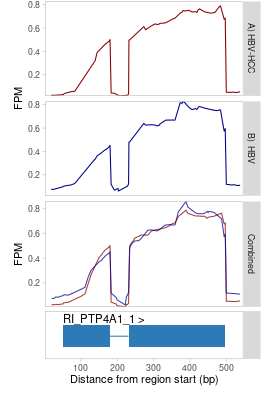 0.8
0.6
0.4
0.2
FPM
A) HBV-HCC
0.8
0.6
0.4
0.2
B) HBV
0.8
0.6
0.4
0.2
FPM
Combined
RI_PTP4A1_1 >
100 200 300 400 500
Distance from region start (bp)